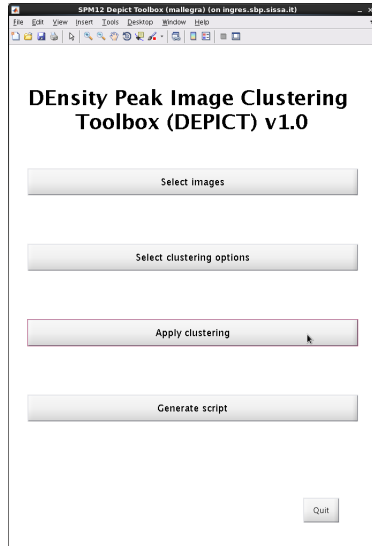 SPM12 Depict Toolbox (mallegra) (on ingres.sbp.sissa.it)
File Edit View Insert Tools Desktop Window Help
DEnsity Peak Image Clustering
Toolbox (DEPICT) v1.0
Select images
Select clustering options
Apply clustering
Generate script
Quit